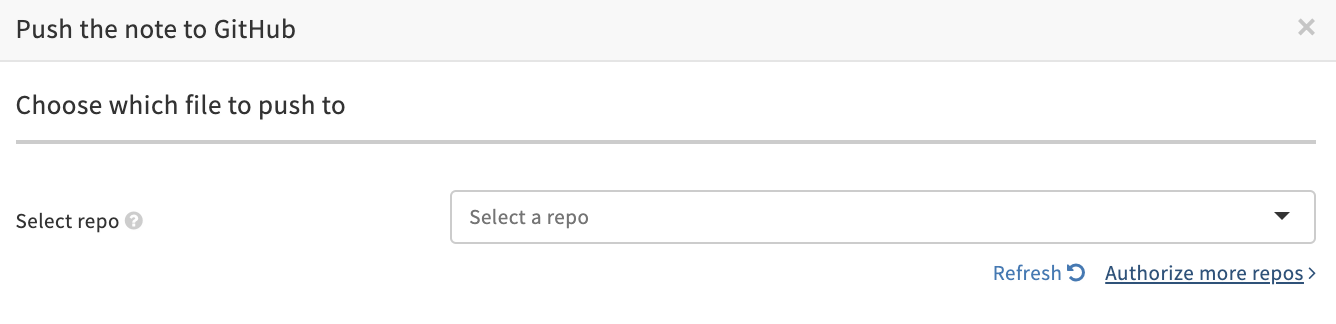 Push the note to GitHub
Choose which file to push to
Select repo
Select a repo
Refresh Authorize more repos